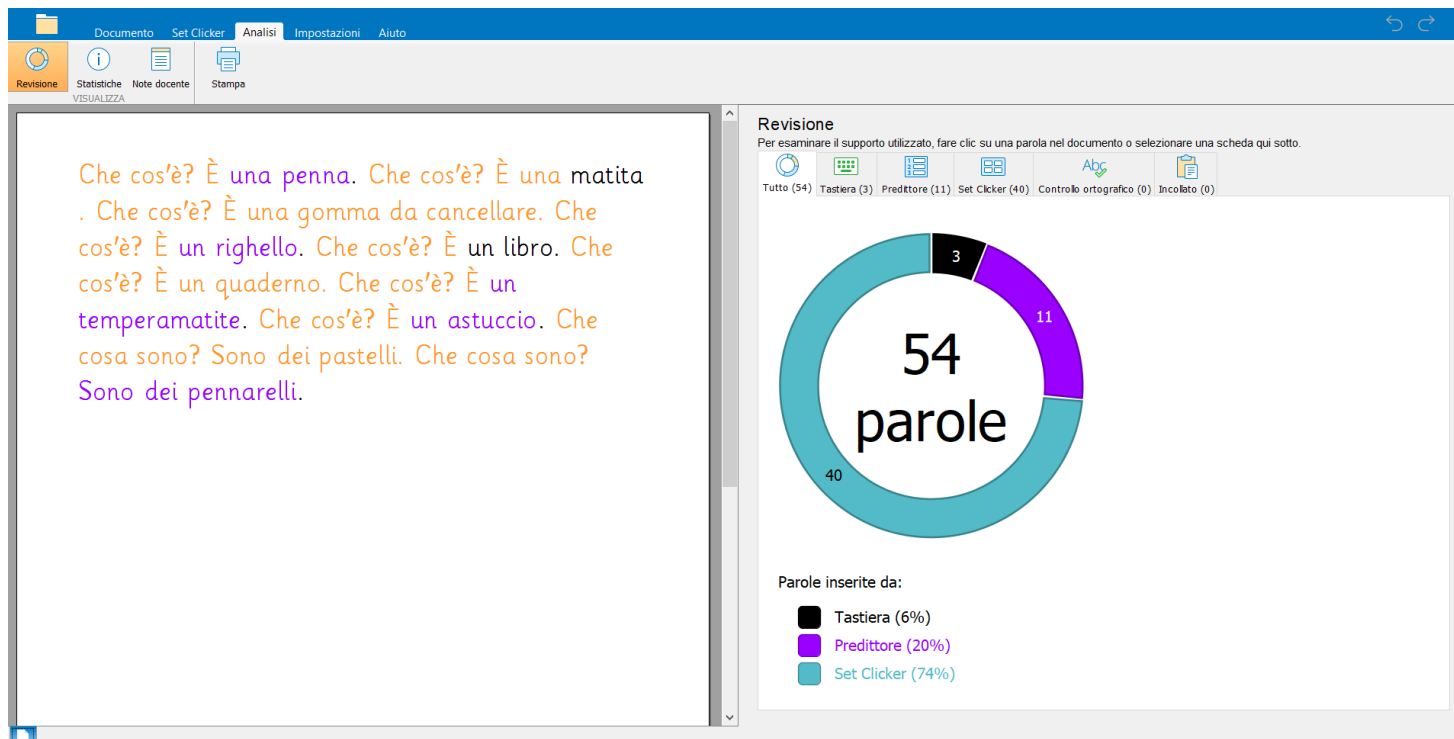 Documento Set Clicker Analisi Impostazioni Aiuto
Revisione Statistiche Note docente Stampa
VISUALIZZA
Che cos'è? È una penna. Che cos'è? È una matita
. Che cos'è? È una gomma da cancellare. Che
cos'è? È un righello. Che cos'è? È un libro. Che
cos'è? È un quaderno. Che cos'è? È un
temperamatite. Che cos'è? È un astuccio. Che
cosa sono? Sono dei pastelli. Che cosa sono?
Sono dei pennarelli.
Revisione
Per esaminare il supporto utilizzato, fare clic su una parola nel documento o selezionare una scheda qui sotto.
Abc
Tutto (54) Tastiera (3) Predittore (11) Set Clicker (40) Controllo ortografico (0) Incollato (0)
3
11
54
parole
40
Parole inserite da:
Tastiera (6%)
Predittore (20%)
Set Clicker (74%)